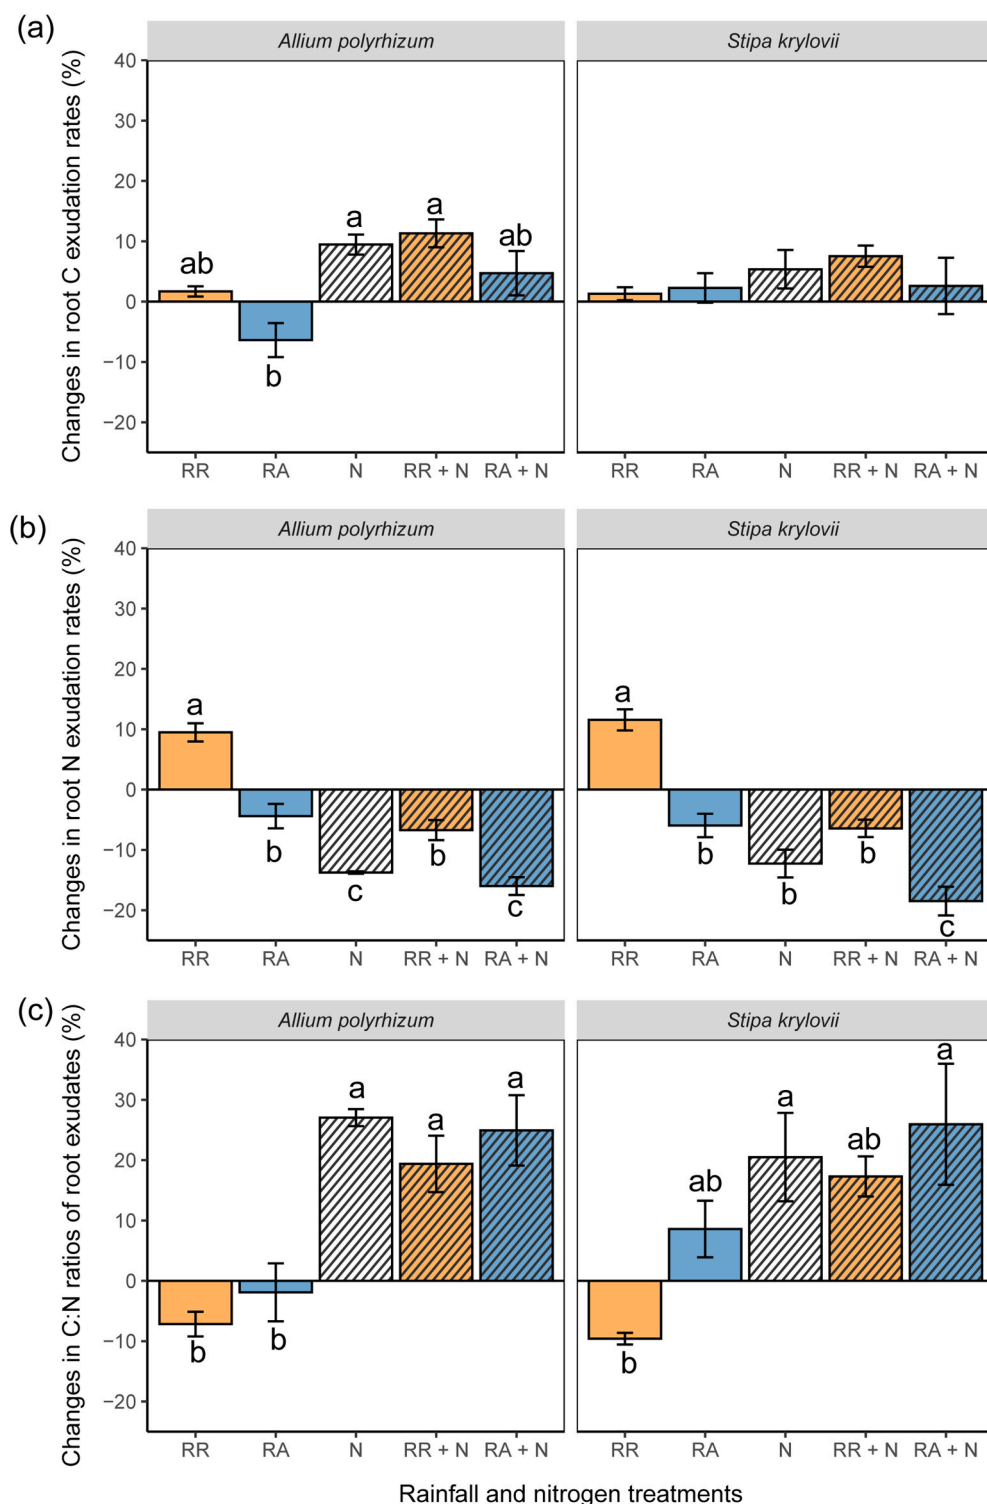 (a)
Allium polyrhizum
Stipa krylovii
Changes in root C exudation rates (%)
40
30
20
10
0
−10
−20
ab
b
a
a
ab
RR
RA
N
RR + N
RA + N
RR
RA
N
RR + N
RA + N
(b)
Allium polyrhizum
Stipa krylovii
Changes in root N exudation rates (%)
40
30
20
10
0
−10
−20
a
b
c
b
c
a
b
b
b
c
RR
RA
N
RR + N
RA + N
RR
RA
N
RR + N
RA + N
(c)
Allium polyrhizum
Stipa krylovii
Changes in C:N ratios of root exudates (%)
40
30
20
10
0
−10
−20
b
b
a
a
a
b
ab
a
ab
a
RR
RA
N
RR + N
RA + N
RR
RA
N
RR + N
RA + N
Rainfall and nitrogen treatments